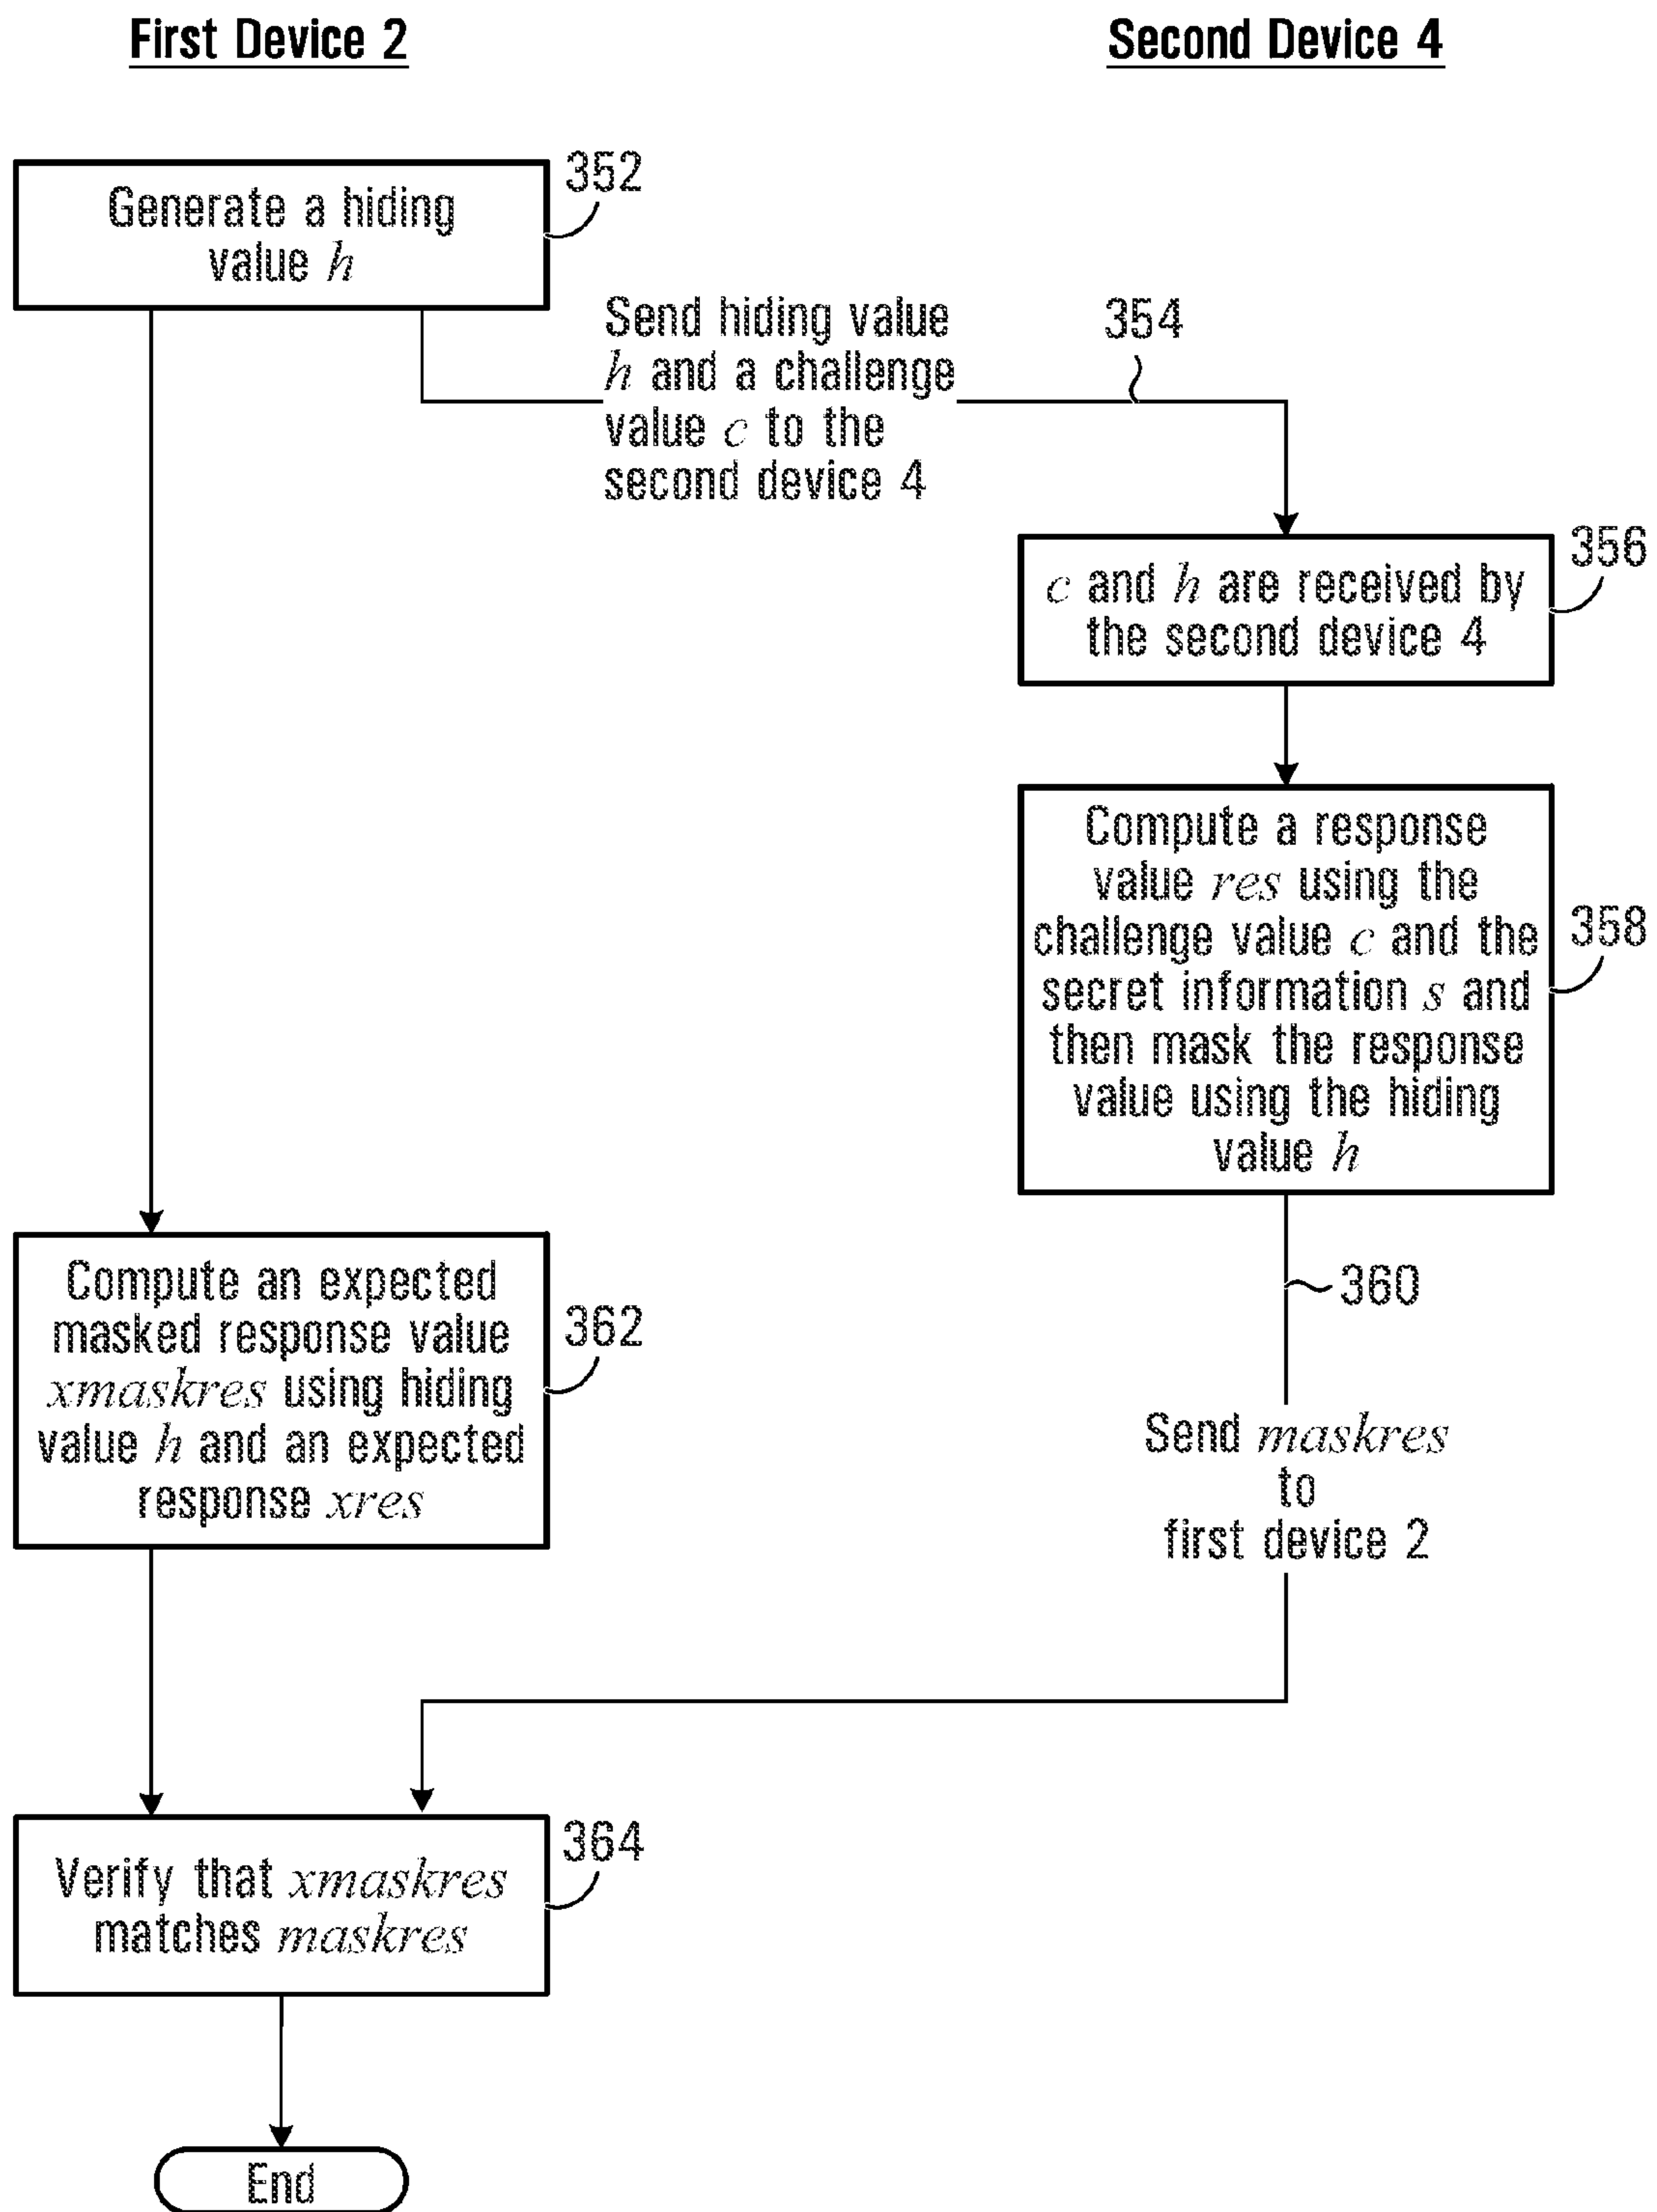 First Device 2
Second Device 4
352
Generate a hiding
value h
Send hiding value
h and a challenge
value c to the
second device 4
354
356
c and h are received by
the second device 4
Compute a response
value res using the
challenge value c and the
secret information s and
then mask the response
value using the hiding
value h
358
360
Compute an expected
masked response value
xmaskres using hiding
value h and an expected
response xres
362
Send maskres
to
first device 2
364
Verify that xmaskres
matches maskres
End